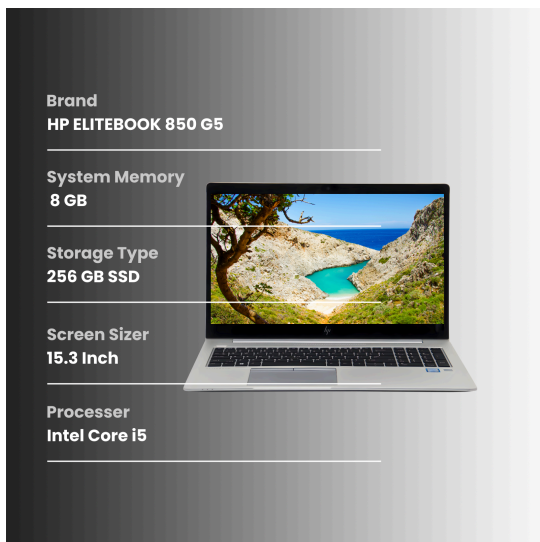 Brand
HP ELITEBOOK 850 G5
System Memory
8 GB
Storage Type
256 GB SSD
Screen Sizer
15.3 Inch
Processer
Intel Core i5
hp